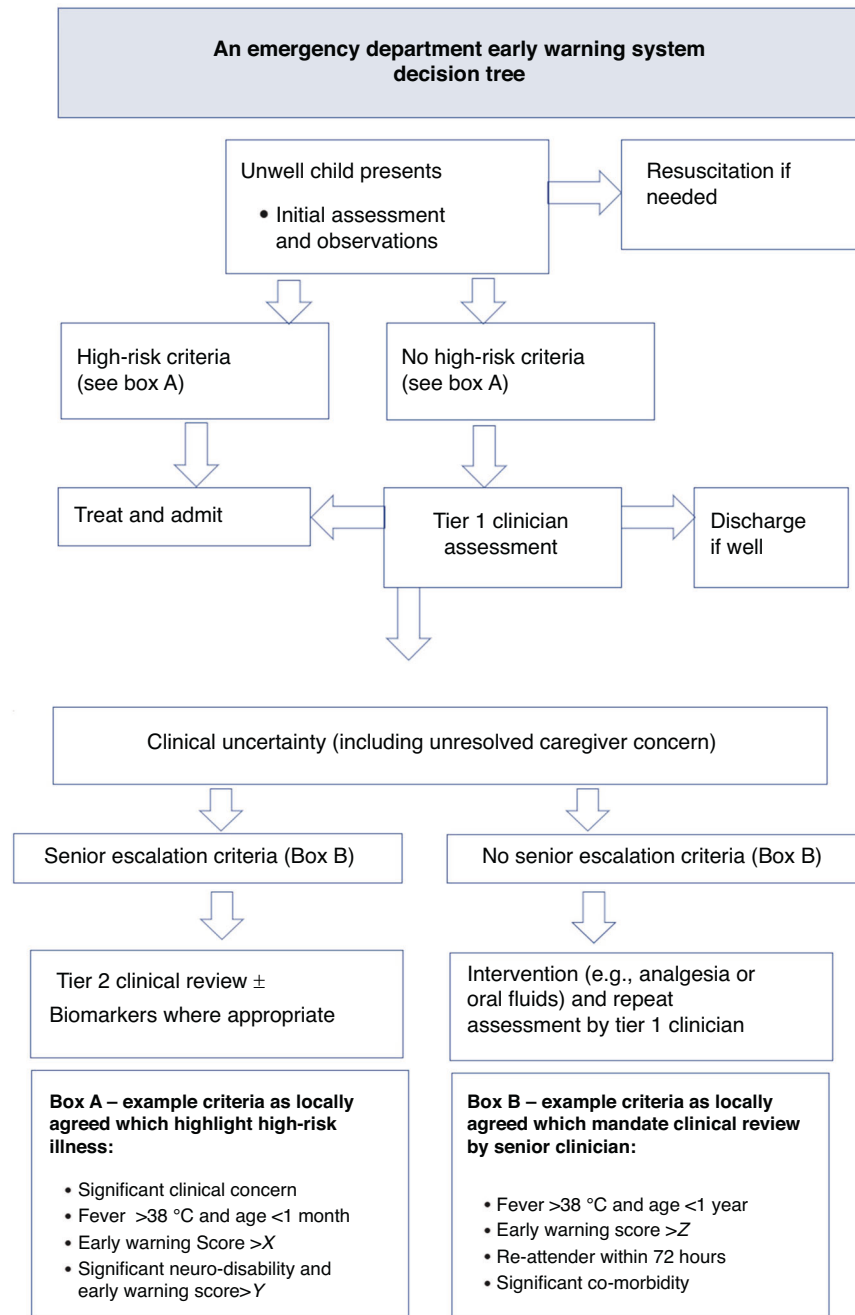 An emergency department early warning system
decision tree
Unwell child presents
• Initial assessment
and observations
Resuscitation if
needed
High-risk criteria
(see box A)
No high-risk criteria
(see box A)
Treat and admit
Tier 1 clinician
assessment
Discharge
if well
Clinical uncertainty (including unresolved caregiver concern)
Senior escalation criteria (Box B)
No senior escalation criteria (Box B)
Tier 2 clinical review ±
Biomarkers where appropriate
Intervention (e.g., analgesia or
oral fluids) and repeat
assessment by tier 1 clinician
Box A – example criteria as locally
agreed which highlight high-risk
illness:
• Significant clinical concern
• Fever >38 °C and age <1 month
• Early warning Score >X
• Significant neuro-disability and
early warning score>Y
Box B – example criteria as locally
agreed which mandate clinical review
by senior clinician:
• Fever >38 °C and age <1 year
• Early warning score >Z
• Re-attender within 72 hours
• Significant co-morbidity